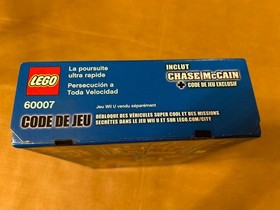 LEGO
60007
La poursuite
ultra rapide
Persecución a
Toda Velocidad
INCLUT
CHASE McCAIN
+ CODE DE JEU EXCLUSIF
Jeu Wii U vendu séparément
CODE DE JEU
DÉBLOQUE DES VÉHICULES SUPER COOL ET DES MISSIONS
SECRÈTES DANS LE JEU WII U ET SUR LEGO.COM/CITY